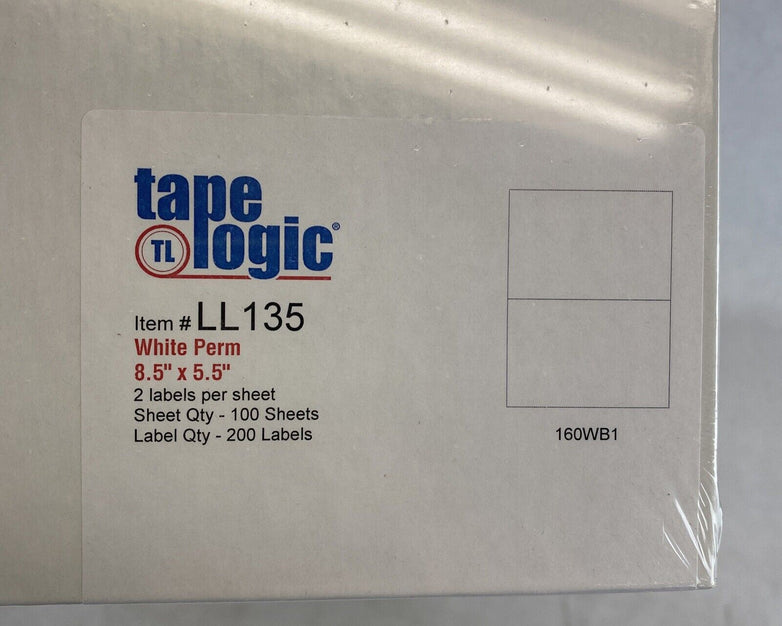 tape
TL logic®
Item # LL135
White Perm
8.5" x 5.5"
2 labels per sheet
Sheet Qty - 100 Sheets
Label Qty - 200 Labels
160WB1